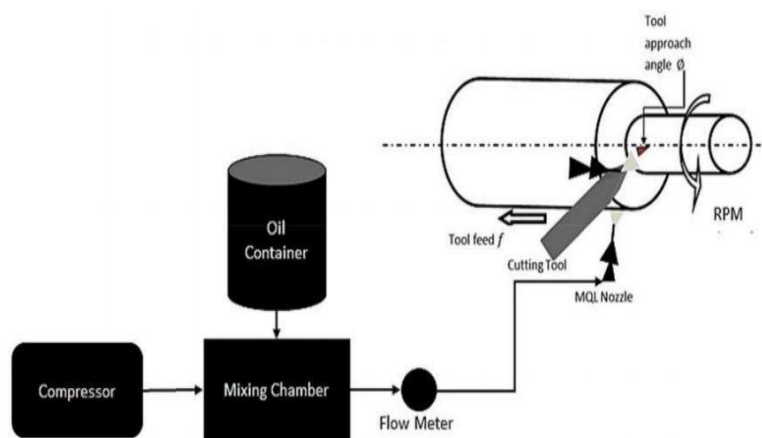 Tool
approach
angle Ø
RPM
Tool feed f
Cutting Tool
MQL Nozzle
Oil
Container
Compressor
Mixing Chamber
Flow Meter